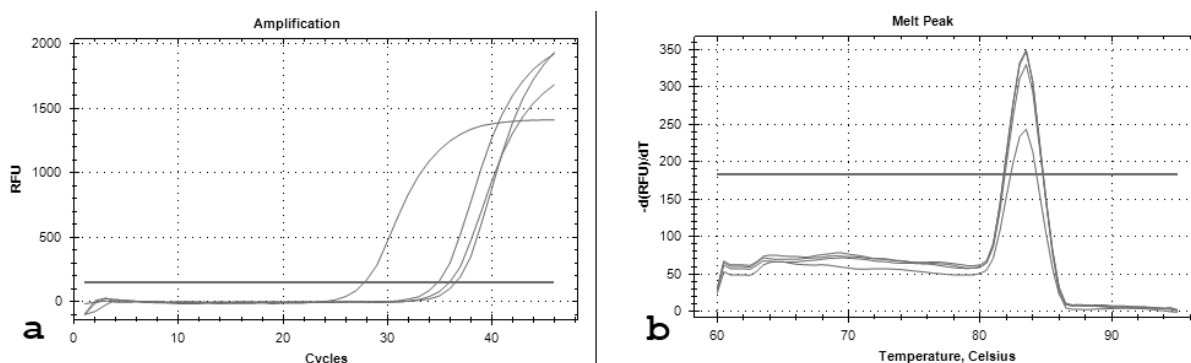 Amplification
2000
1500
1000
500
0
RFU
0
10
20
30
40
Cycles
a
Melt Peak
350
300
250
200
150
100
50
0
-d(RFU)/dT
60
70
80
90
Temperature, Celsius
b